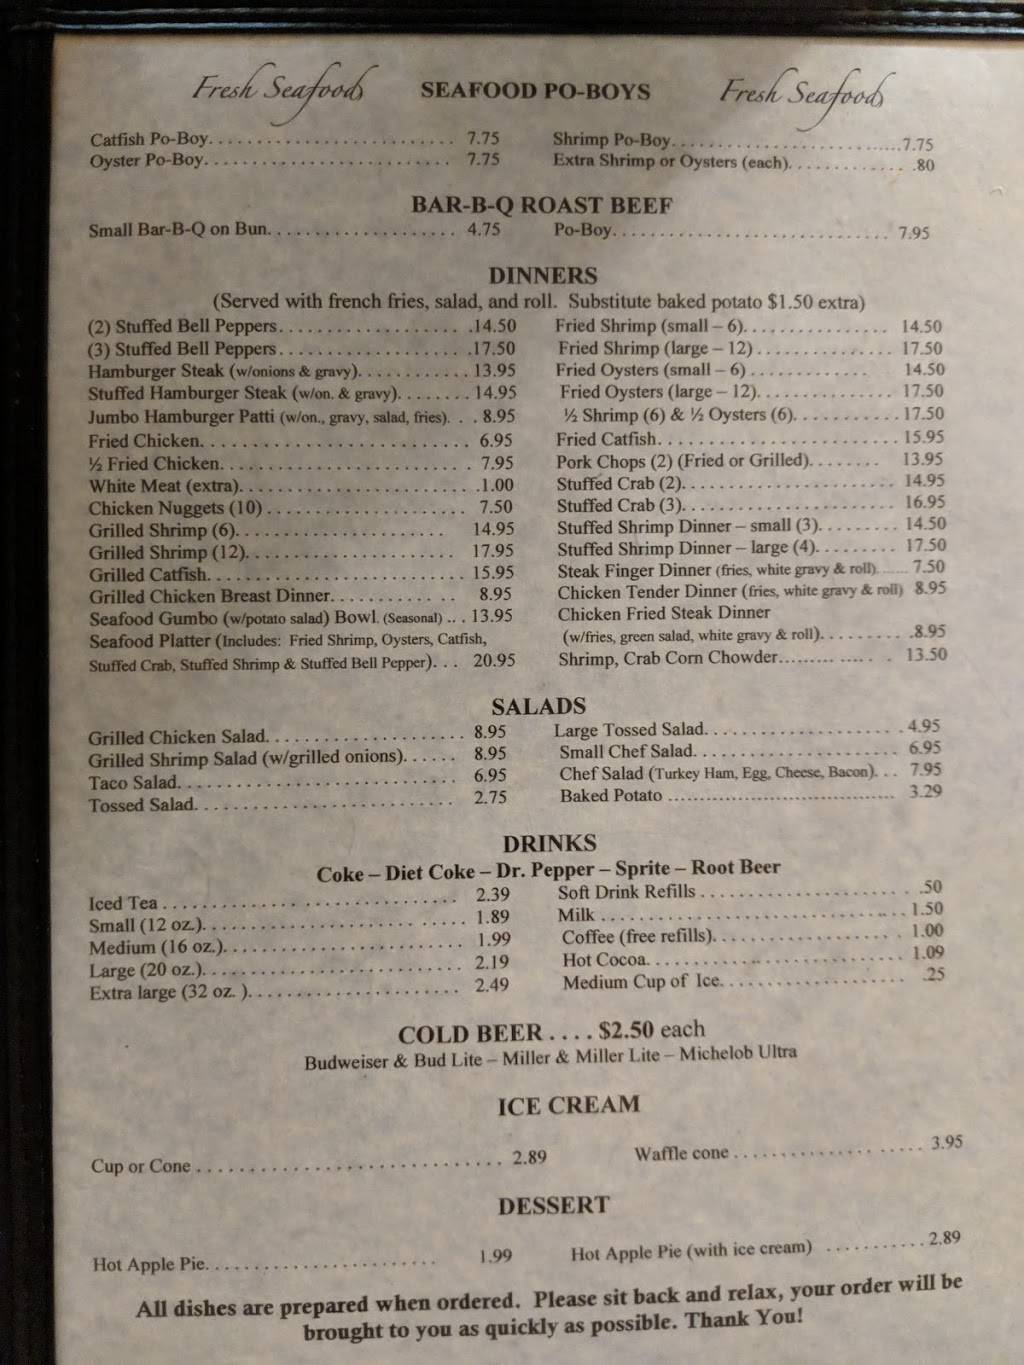 Fresh Seafood SEAFOOD PO-BOYS Fresh Seafood
Catfish Po-Boy. . . . . . . . . . . . . . . . . . . . . . . . . . 7.75
Shrimp Po-Boy. . . . . . . . . . . . . . . . . . . . . ......7.75
Oyster Po-Boy. . . . . . . . . . . . . . . . . . . . . . . . . . 7.75
Extra Shrimp or Oysters (each). . . . . . . . . . . . . .80
BAR-B-Q ROAST BEEF
Small Bar-B-Q on Bun. . . . . . . . . . . . . . . . . . . . 4.75
Po-Boy. . . . . . . . . . . . . . . . . . . . . . . . . . . . . 7.95
DINNERS
(Served with french fries, salad, and roll. Substitute baked potato $1.50 extra)
(2) Stuffed Bell Peppers. . . . . . . . . . . . . . . . . . . .14.50
(3) Stuffed Bell Peppers. . . . . . . . . . . . . . . . . . . .17.50
Hamburger Steak (w/onions & gravy). . . . . . . . . . . . 13.95
Stuffed Hamburger Steak (w/on. & gravy). . . . . . . . 14.95
Jumbo Hamburger Patti (w/on., gravy, salad, fries). . . 8.95
Fried Chicken. . . . . . . . . . . . . . . . . . . . . . . . . . . . 6.95
½ Fried Chicken. . . . . . . . . . . . . . . . . . . . . . . . . . 7.95
White Meat (extra). . . . . . . . . . . . . . . . . . . . . . . . .1.00
Chicken Nuggets (10) . . . . . . . . . . . . . . . . . . . . . 7.50
Grilled Shrimp (6). . . . . . . . . . . . . . . . . . . . . . 14.95
Grilled Shrimp (12). . . . . . . . . . . . . . . . . . . . . . 17.95
Grilled Catfish. . . . . . . . . . . . . . . . . . . . . . . . . . . 15.95
Grilled Chicken Breast Dinner. . . . . . . . . . . . . 8.95
Seafood Gumbo (w/potato salad) Bowl (Seasonal) .. . 13.95
Seafood Platter (Includes: Fried Shrimp, Oysters, Catfish,
Stuffed Crab, Stuffed Shrimp & Stuffed Bell Pepper). . . 20.95
Fried Shrimp (small – 6). . . . . . . . . . . . . . . 14.50
Fried Shrimp (large – 12) . . . . . . . . . . . . . . . 17.50
Fried Oysters (small – 6) . . . . . . . . . . . . . 14.50
Fried Oysters (large – 12). . . . . . . . . . . . . . 17.50
½ Shrimp (6) & ½ Oysters (6). . . . . . . . . . . . 17.50
Fried Catfish. . . . . . . . . . . . . . . . . . . . . . . . . . 15.95
Pork Chops (2) (Fried or Grilled). . . . . . . . 13.95
Stuffed Crab (2). . . . . . . . . . . . . . . . . . . . . . . 14.95
Stuffed Crab (3). . . . . . . . . . . . . . . . . . . . . . . 16.95
Stuffed Shrimp Dinner – small (3). . . . . . . . . 14.50
Stuffed Shrimp Dinner – large (4). . . . . . . . . 17.50
Steak Finger Dinner (fries, white gravy & roll)....... 7.50
Chicken Tender Dinner (fries, white gravy & roll) 8.95
Chicken Fried Steak Dinner
(w/fries, green salad, white gravy & roll). . . . . . . . . .8.95
Shrimp, Crab Corn Chowder.......... ..... . . 13.50
SALADS
Grilled Chicken Salad. . . . . . . . . . . . . . . . . . . . . 8.95
Grilled Shrimp Salad (w/grilled onions). . . . . . 8.95
Taco Salad. . . . . . . . . . . . . . . . . . . . . . . . . . . . . 6.95
Tossed Salad. . . . . . . . . . . . . . . . . . . . . . . . . . . 2.75
Large Tossed Salad. . . . . . . . . . . . . . . . . . . . . 4.95
Small Chef Salad. . . . . . . . . . . . . . . . . . . . . . 6.95
Chef Salad (Turkey Ham, Egg, Cheese, Bacon). . . 7.95
Baked Potato ...................................... 3.29
DRINKS
Coke – Diet Coke – Dr. Pepper – Sprite – Root Beer
Iced Tea . . . . . . . . . . . . . . . . . . . . . . . . . . . . . . 2.39
Small (12 oz.). . . . . . . . . . . . . . . . . . . . . . . . . . . 1.89
Medium (16 oz.). . . . . . . . . . . . . . . . . . . . . . . . . 1.99
Large (20 oz.). . . . . . . . . . . . . . . . . . . . . . . . . . . 2.19
Extra large (32 oz. ). . . . . . . . . . . . . . . . . . . . . . 2.49
Soft Drink Refills . . . . . . . . . . . . . . . . . . . . . . .50
Milk . . . . . . . . . . . . . . . . . . . . . . . . . . . . . . . 1.50
Coffee (free refills). . . . . . . . . . . . . . . . . . . . 1.00
Hot Cocoa. . . . . . . . . . . . . . . . . . . . . . . . . . . 1.09
Medium Cup of Ice. . . . . . . . . . . . . . . . . . . . .25
COLD BEER . . . . $2.50 each
Budweiser & Bud Lite – Miller & Miller Lite – Michelob Ultra
ICE CREAM
Cup or Cone . . . . . . . . . . . . . . . . . . . . . . . . . . . . 2.89
Waffle cone . . . . . . . . . . . . . . . . . . . . . 3.95
DESSERT
Hot Apple Pie. . . . . . . . . . . . . . . . . . . . . . . . 1.99
Hot Apple Pie (with ice cream) . . . . . . . . . . . 2.89
All dishes are prepared when ordered. Please sit back and relax, your order will be
brought to you as quickly as possible. Thank You!